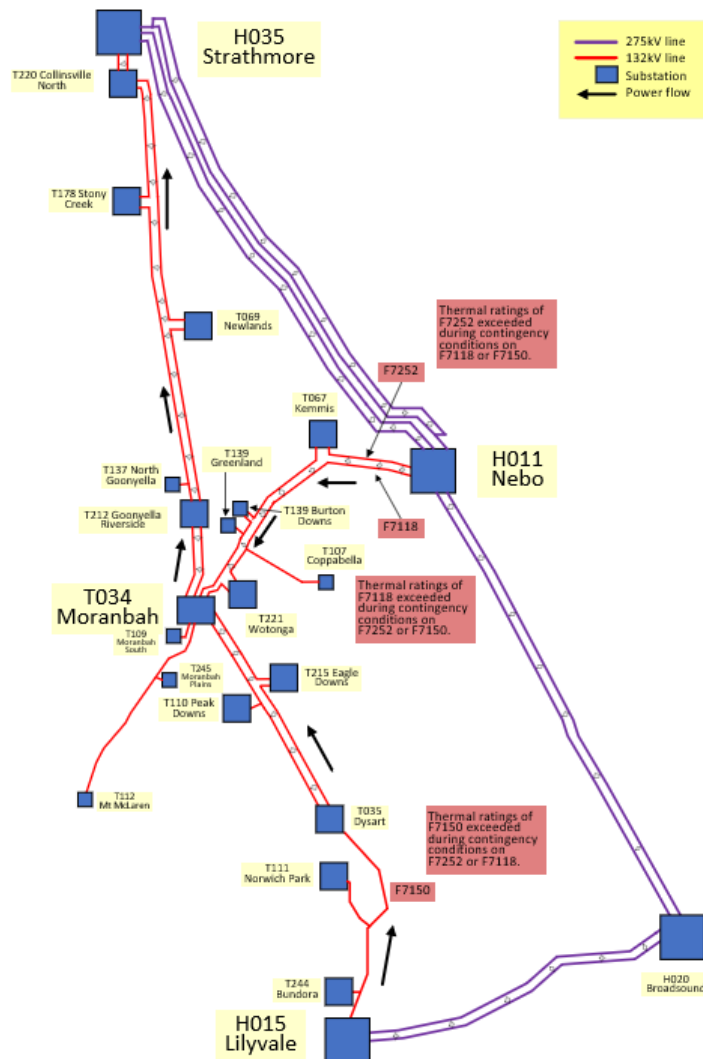 H035
Strathmore
275kV line
132kV line
Substation
Power flow
T220 Collinsville
North
T178 Stony
Creek
T069
Newlands
Thermal ratings of
F7252 exceeded
during contingency
conditions on
F7118 or F7150.
F7252
T067
Kemmis
T139
Greenland
T137 North
Goonyella
H011
Nebo
T139 Burton
Downs
T212 Goonyella
Riverside
F7118
T107
Coppabella
Thermal ratings of
F7118 exceeded
during contingency
conditions on
F7252 or F7150.
T034
Moranbah
T221
Wotonga
T109
Moranbah
South
T245
Moranbah
Plains
T215 Eagle
Downs
T110 Peak
Downs
T112
Mt McLaren
T035
Dysart
Thermal ratings of
F7150 exceeded
during contingency
conditions on
F7252 or F7118.
T111
Norwich Park
F7150
T244
Bundora
H020
Broadsound
H015
Lilyvale